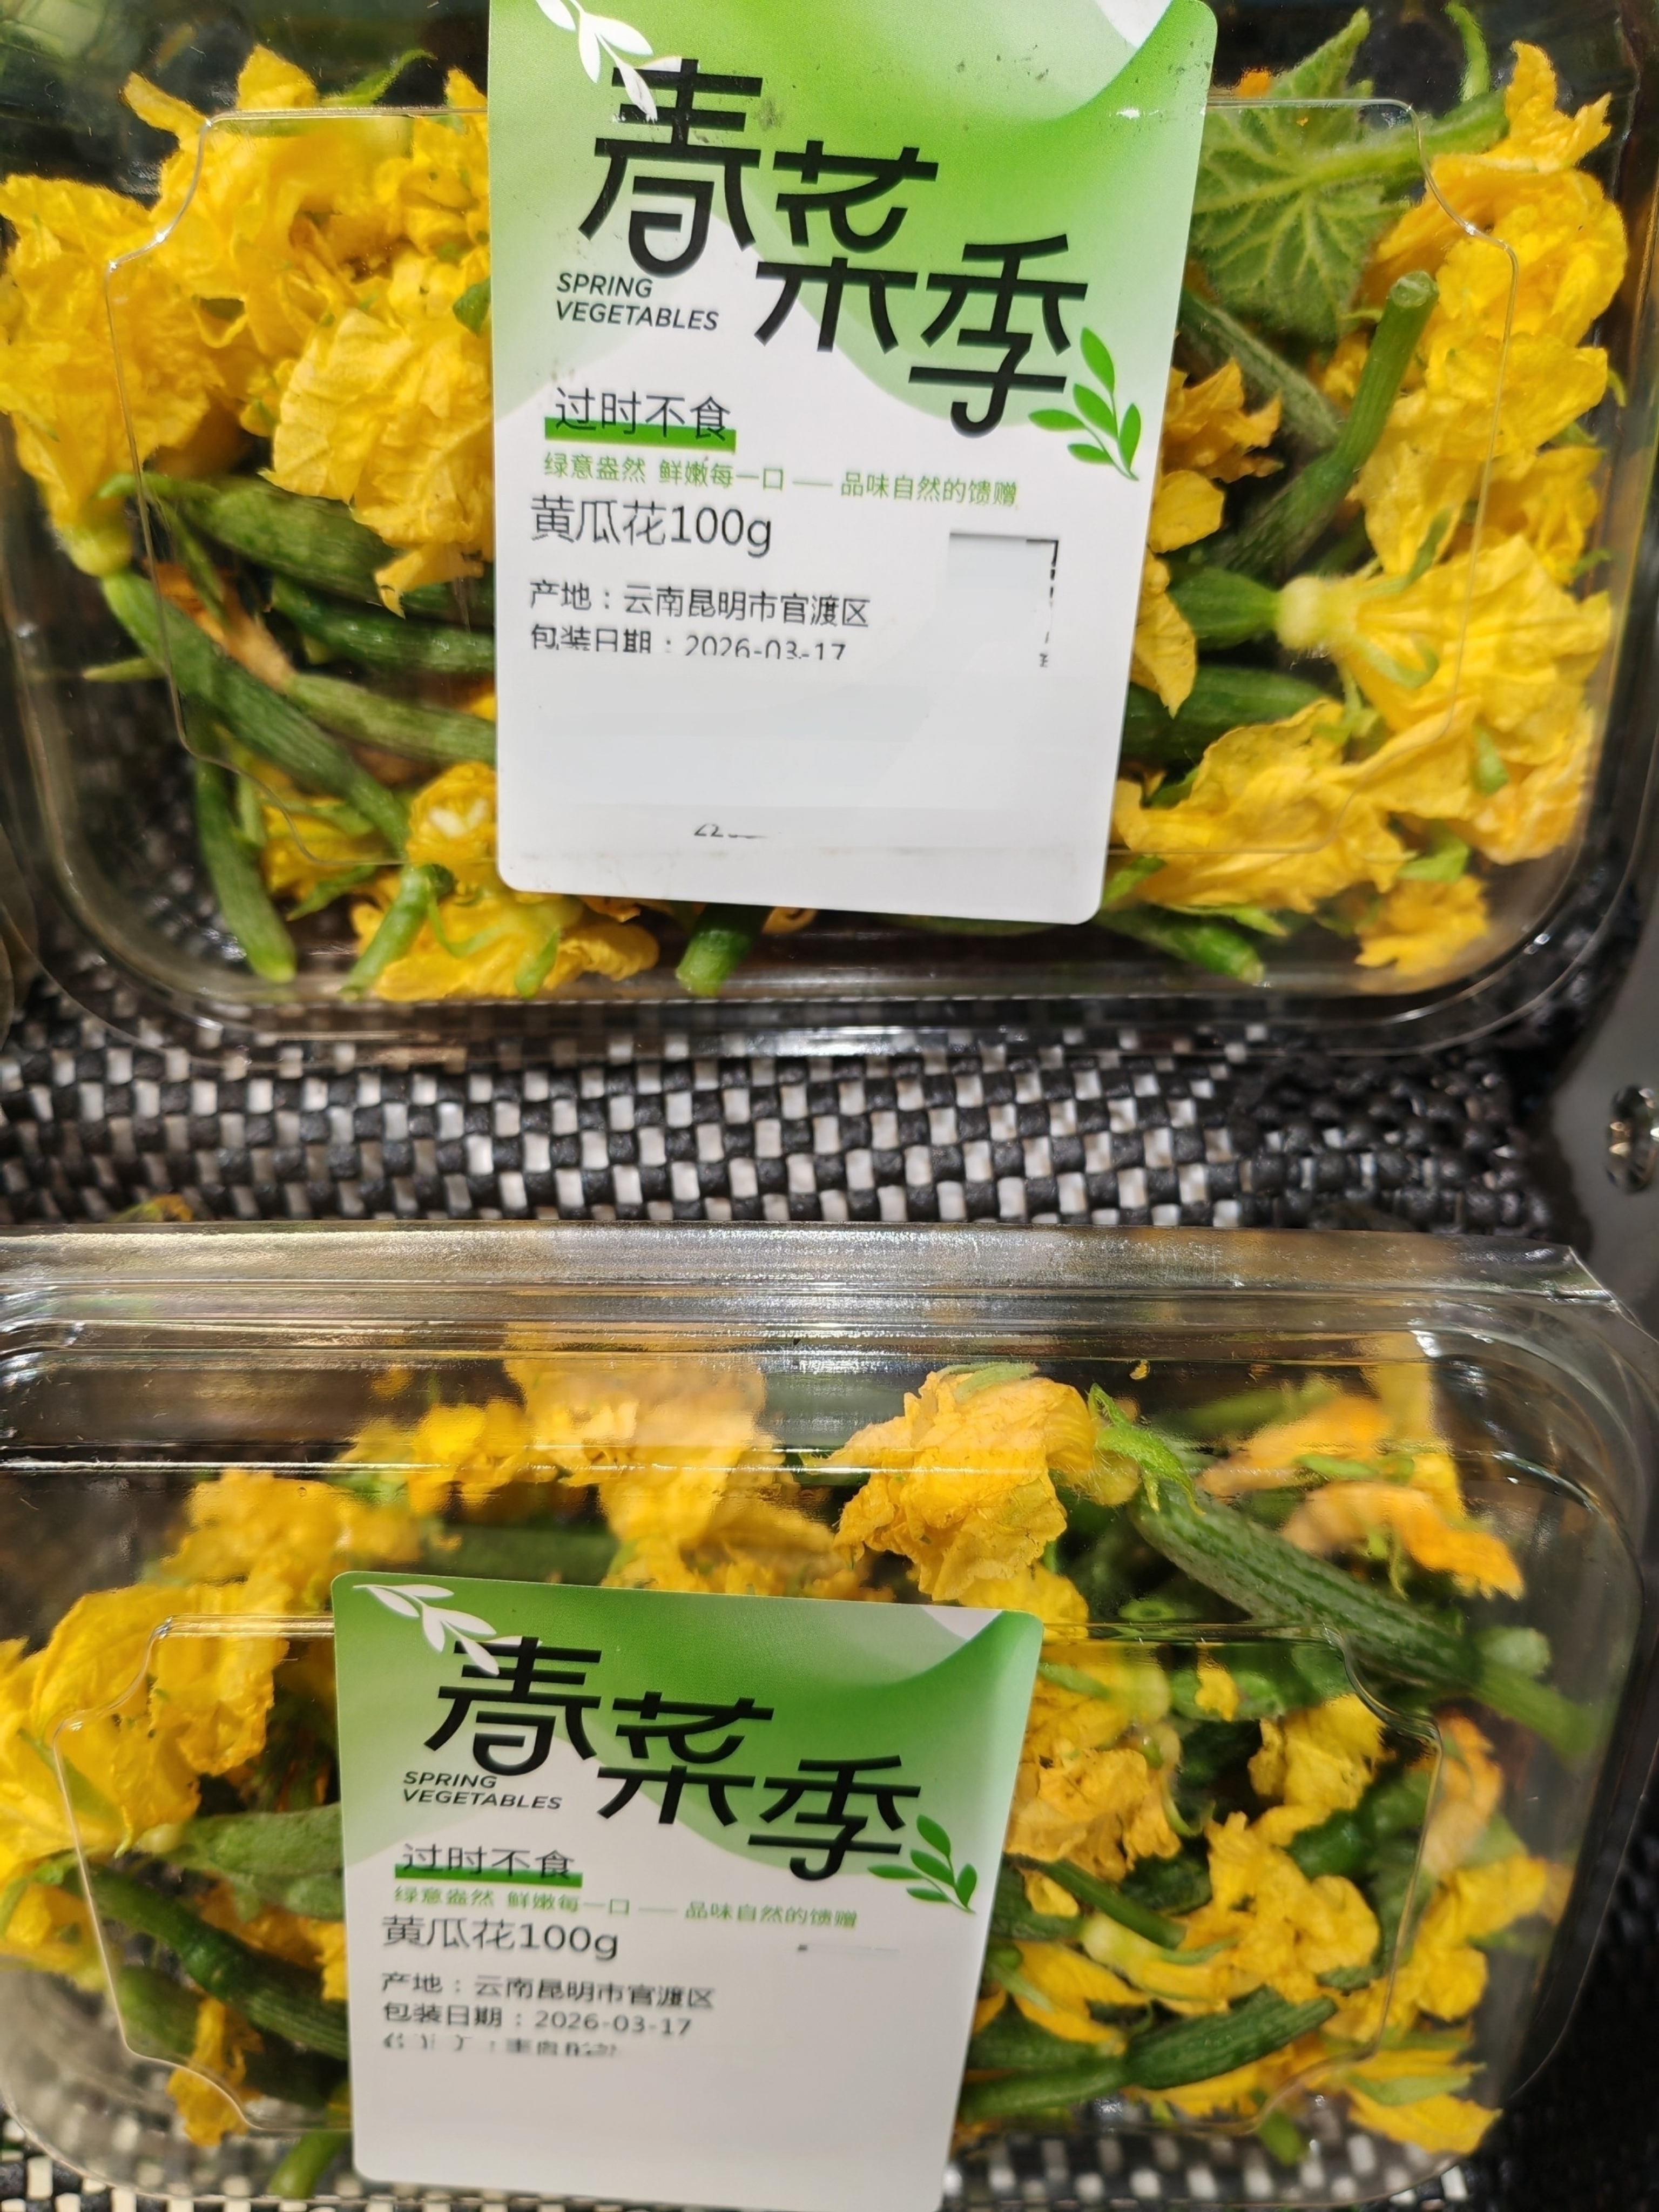 春菜季
SPRING
VEGETABLES
过时不食
绿意盎然 鲜嫩每一口 —— 品味自然的馈赠
黄瓜花100g
产地：云南昆明市官渡区
包装日期：2026-03-17
春菜季
SPRING
VEGETABLES
过时不食
绿意盎然 鲜嫩每一口 —— 品味自然的馈赠
黄瓜花100g
产地：云南昆明市官渡区
包装日期：2026-03-17